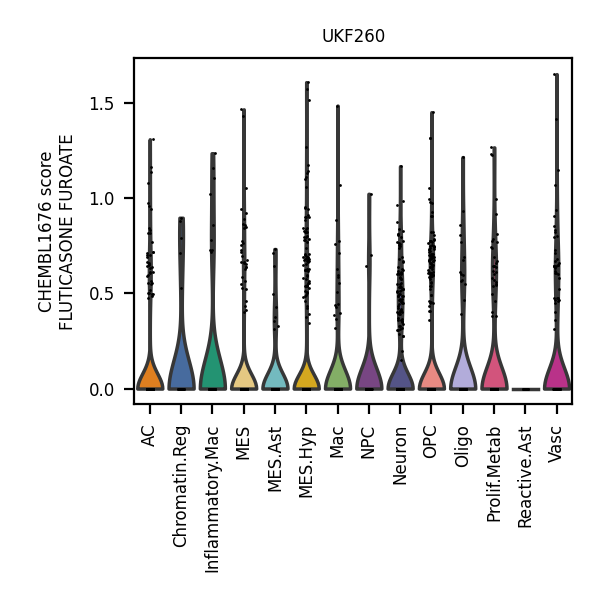 UKF260
CHEMBL1676 score
FLUTICASONE FUROATE
1.5
1.0
0.5
0.0
AC
Chromatin.Reg
Inflammatory.Mac
MES
MES.Ast
MES.Hyp
Mac
NPC
Neuron
OPC
Oligo
Prolif.Metab
Reactive.Ast
Vasc